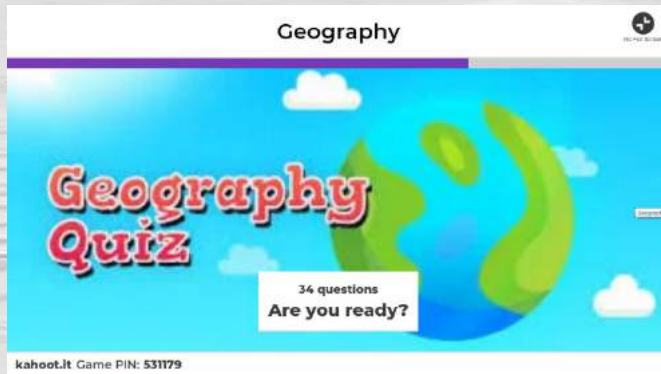 Geography
Geography
Quiz
34 questions
Are you ready?
kahoot.it Game PIN: 531179